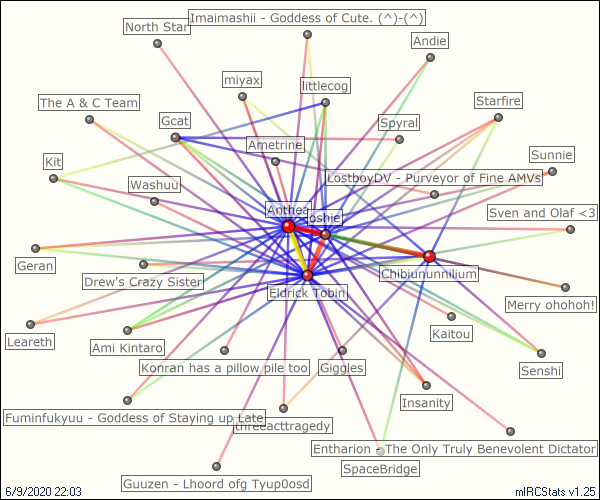 Imaimashii - Goddess of Cute. (^)-(^)
North Star
Andie
miyax
littlecog
The A & C Team
Starfire
Gcat
Spyral
Ametrine
Kit
Sunnie
LostboyDV - Purveyor of Fine AMVs
Washuu
Anthea
Joshie
Sven and Olaf <3
Geran
Drew's Crazy Sister
Chibicnunnilium
Eldrick Tobin
Merry ohohoh!
Leareth
Ami Kintaro
Kaitou
Konran has a pillow pile too
Giggles
Senshi
Insanity
Fuminfukyuu - Goddess of Staying up Late
threeacttragedy
Entharion - The Only Truly Benevolent Dictator
SpaceBridge
Guuzen - Lhoord ofg Tyup0osd
6/9/2020 22:03
mIRCStats v1.25